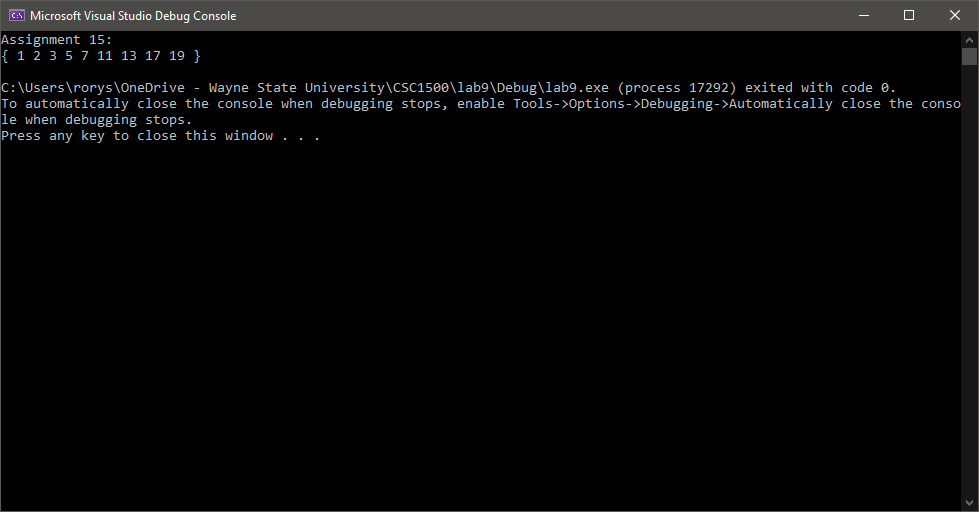 Microsoft Visual Studio Debug Console
Assignment 15:
{ 1 2 3 5 7 11 13 17 19 }
C:\Users\rorys\OneDrive - Wayne State University\CSC1500\lab9\Debug\lab9.exe (process 17292) exited with code 0.
To automatically close the console when debugging stops, enable Tools->Options->Debugging->Automatically close the conso
le when debugging stops.
Press any key to close this window . . .